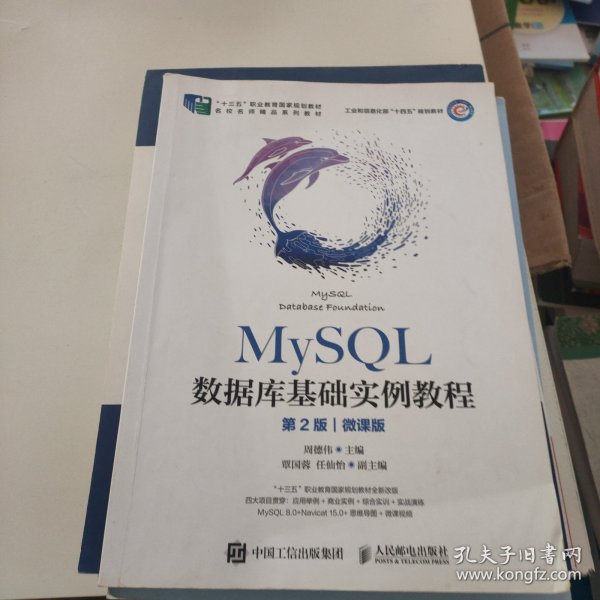 “十三五”职业教育国家规划教材
名校名师精品系列教材
工业和信息化部“十四五”规划教材
MySQL
Database Foundation
MySQL
数据库基础实例教程
第2版|微课版
周德伟 主编
覃国蓉 任仙怡 副主编
“十三五”职业教育国家规划教材全新改版
四大项目贯穿：应用举例+商业实例+综合实训+实战演练
MySQL 8.0+Navicat 15.0+思维导图+微课视频
中国工信出版集团
人民邮电出版社
POSTS & TELECOM PRESS
孔夫子旧书网
www.kongfz.com